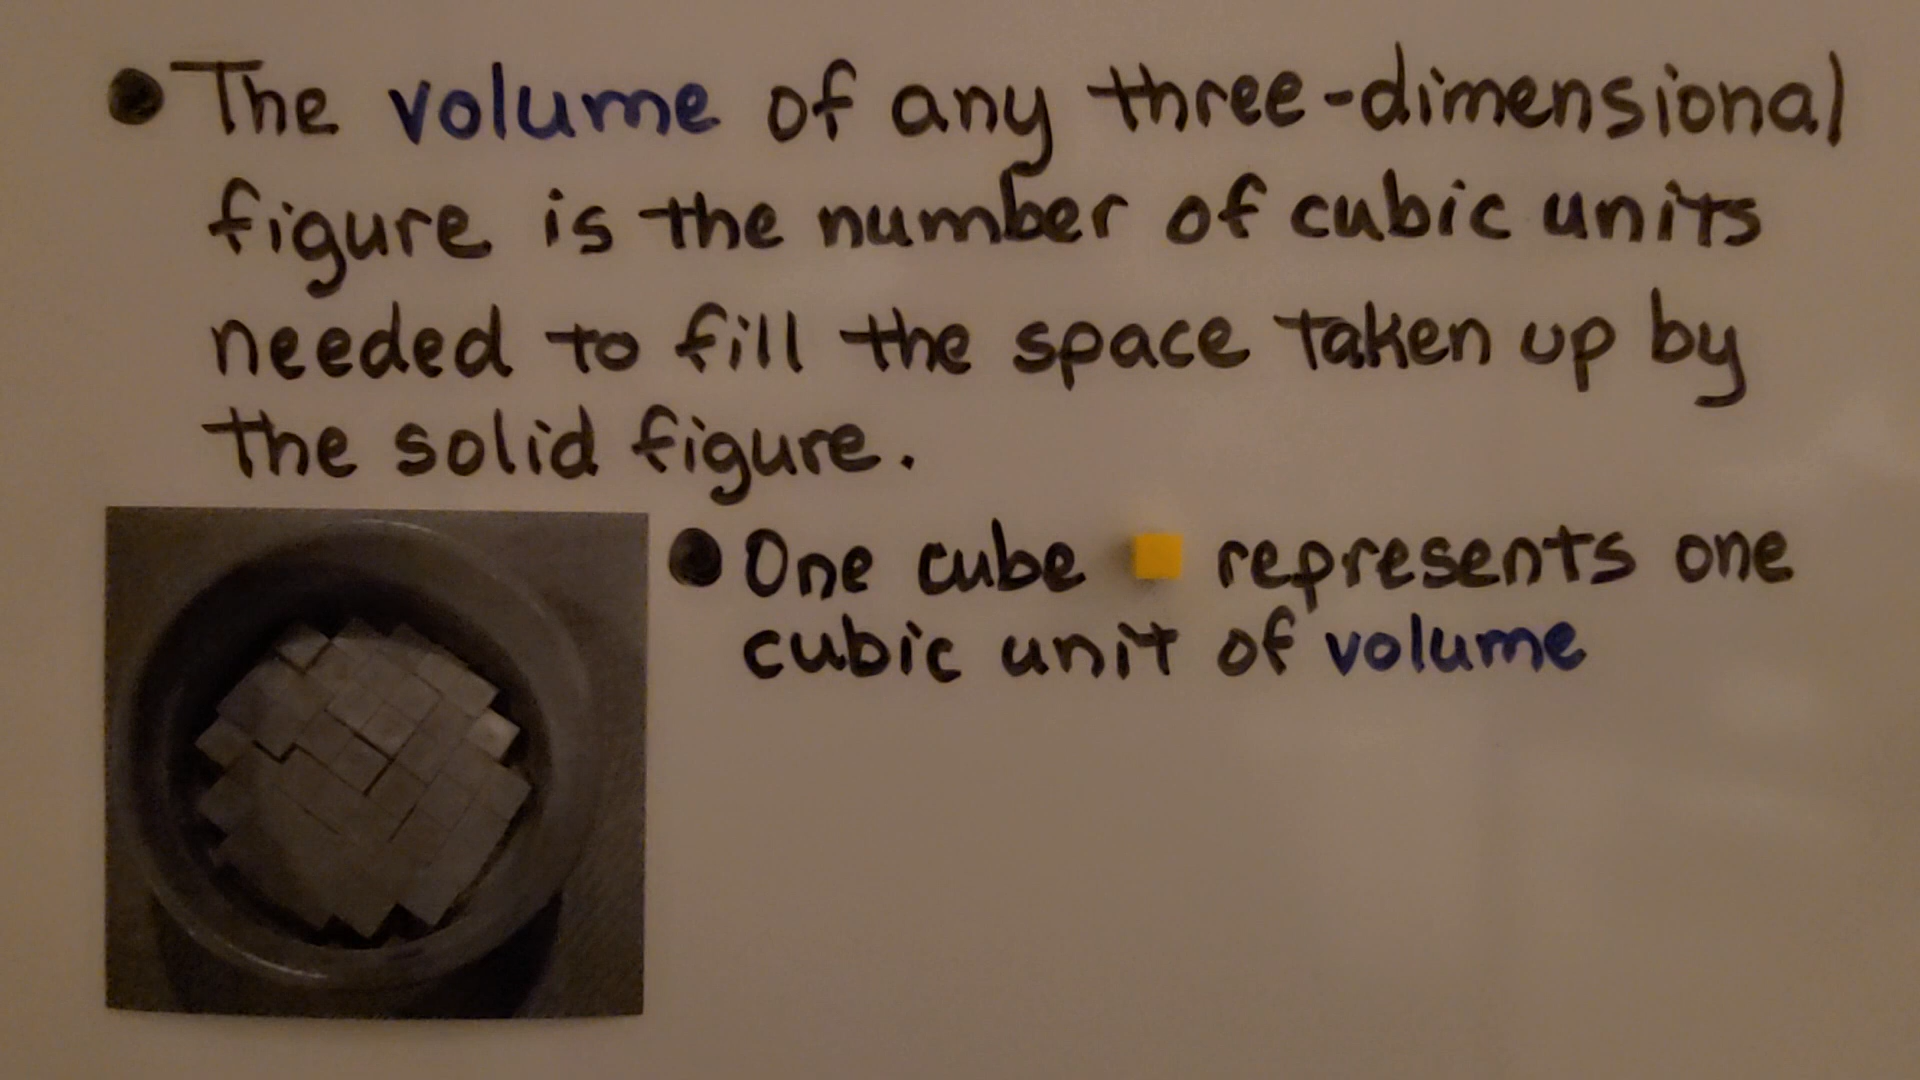 • The volume of any three-dimensional
figure is the number of cubic units
needed to fill the space taken up by
the solid figure.
• One cube represents one
cubic unit of volume